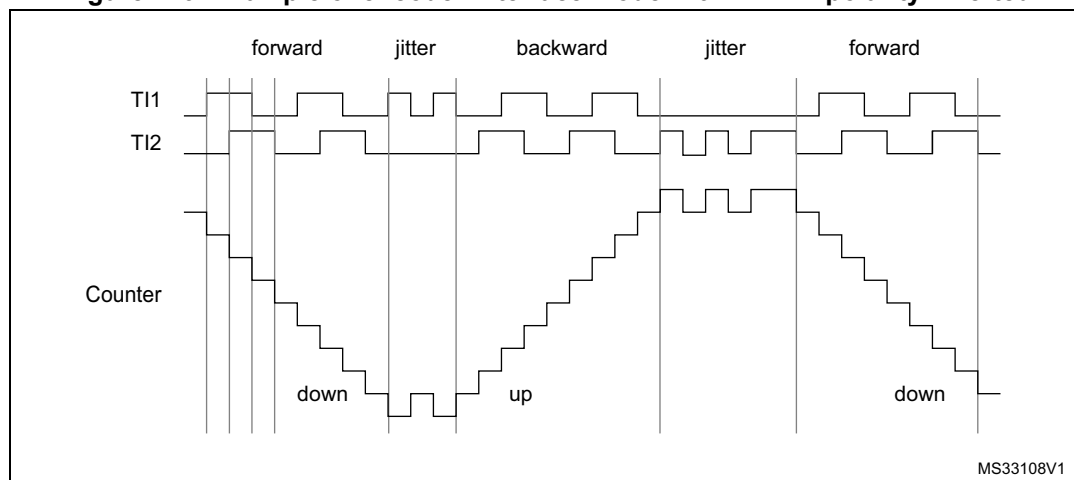 forward jitter backward jitter forward
TI1
TI2
Counter
down up down
MS33108V1